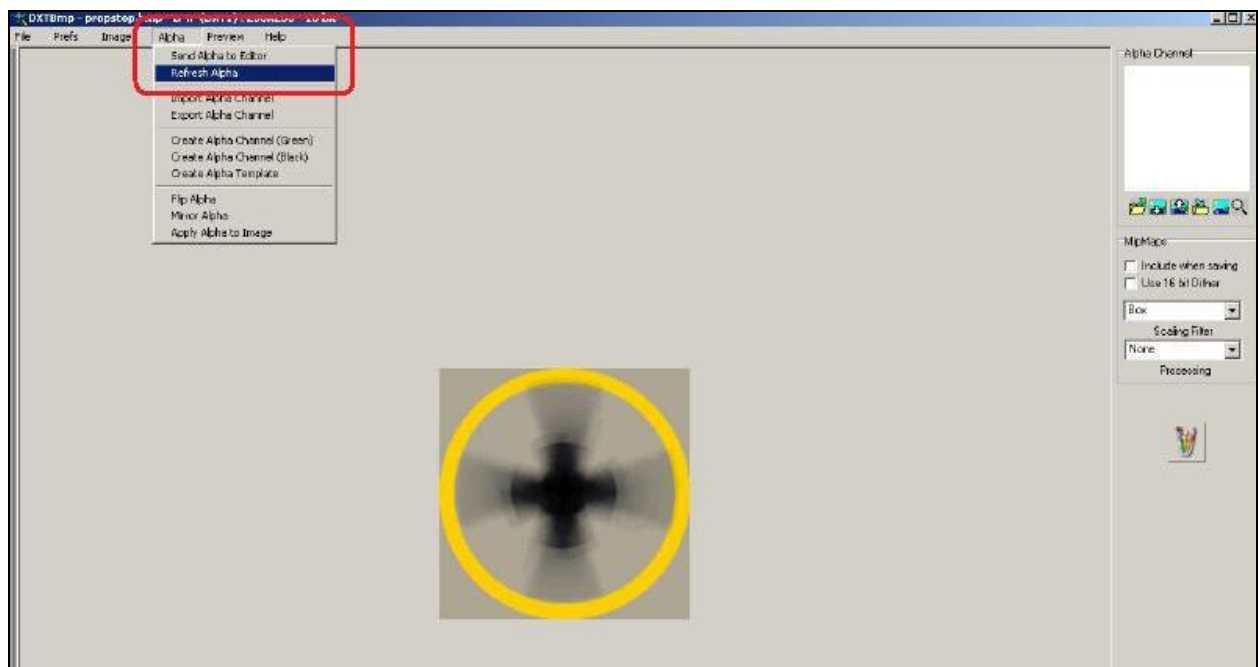 DXTBmp - propstop
File Prefs Image Alpha Preview Help
Send Alpha to Editor
Refresh Alpha
Import Alpha Channel
Export Alpha Channel
Create Alpha Channel (Green)
Create Alpha Channel (Black)
Create Alpha Template
Flip Alpha
Mirror Alpha
Apply Alpha to Image
Alpha Channel
MipMaps
Include when saving
Use 16 bit Dither
Box
Scaling Filter
None
Processing